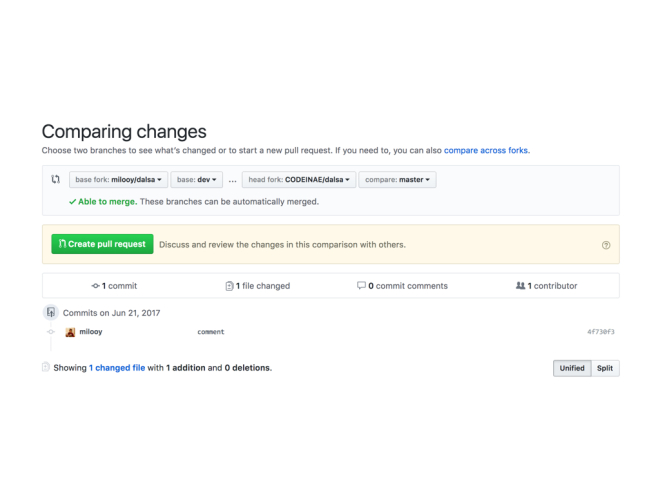 Comparing changes
Choose two branches to see what's changed or to start a new pull request. If you need to, you can also compare across forks.
base fork: milooy/dalsa base: dev ... head fork: CODEINAE/dalsa compare: master
Able to merge. These branches can be automatically merged.
Create pull request Discuss and review the changes in this comparison with others.
1 commit 1 file changed 0 commit comments 1 contributor
Commits on Jun 21, 2017
milooy comment 4f730f3
Showing 1 changed file with 1 addition and 0 deletions. Unified Split